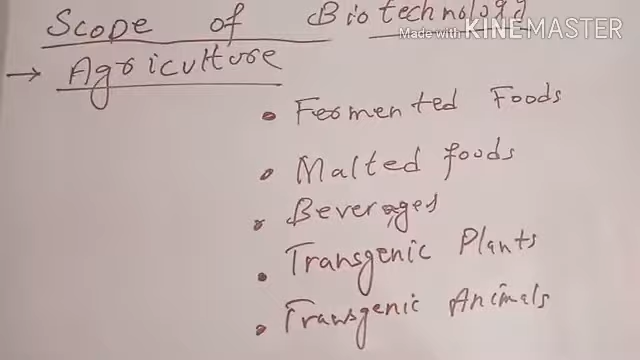 Scope of Biotechnology
Made with KINEMASTER
→ Agriculture
• Fermented Foods
• Malted foods
• Beverages
• Transgenic Plants
• Transgenic Animals